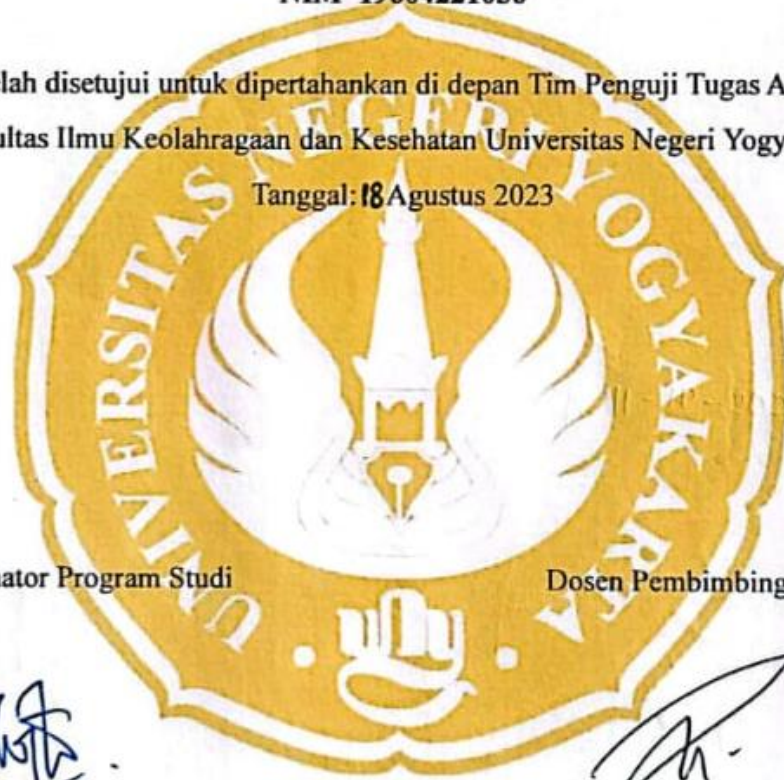 lah disetujui untuk dipertahankan di depan Tim Penguji Tugas A
ultas Ilmu Keolahragaan dan Kesehatan Universitas Negeri Yogy
Tanggal: 18 Agustus 2023
UNIVERSITAS NEGERI YOGYAKARTA
uny
ator Program Studi
Dosen Pembimbing